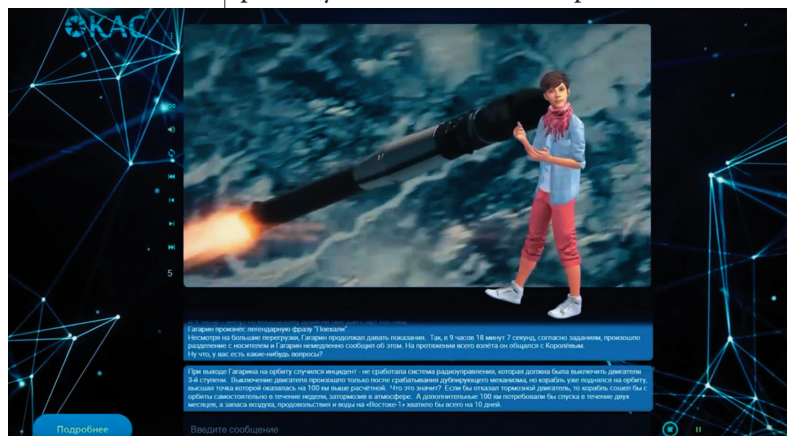 ОКАС
5
Гагарин произнёс легендарную фразу "Поехали".
Несмотря на большие перегрузки, Гагарин продолжал давать показания. Так, в 9 часов 18 минут 7 секунд, согласно заданиям, произошло
разделение с носителем и Гагарин немедленно сообщил об этом. На протяжении всего взлёта он общался с Королёвым.
Ну что, у вас есть какие-нибудь вопросы?
При выходе Гагарина на орбиту случился инцидент - не сработала система радиоуправления, которая должна была выключить двигатели
3-й ступени. Выключение двигателя произошло только после срабатывания дублирующего механизма, но корабль уже поднялся на орбиту,
высшая точка которой оказалась на 100 км выше расчётной. Что это значит? Если бы отказал тормозной двигатель, то корабль сошел бы с
орбиты самостоятельно в течение недели, затормозив в атмосфере. А дополнительные 100 км потребовали бы спуска в течение двух
месяцев, а запаса воздуха, продовольствия и воды на «Востоке-1» хватило бы всего на 10 дней.
Подробнее
Введите сообщение